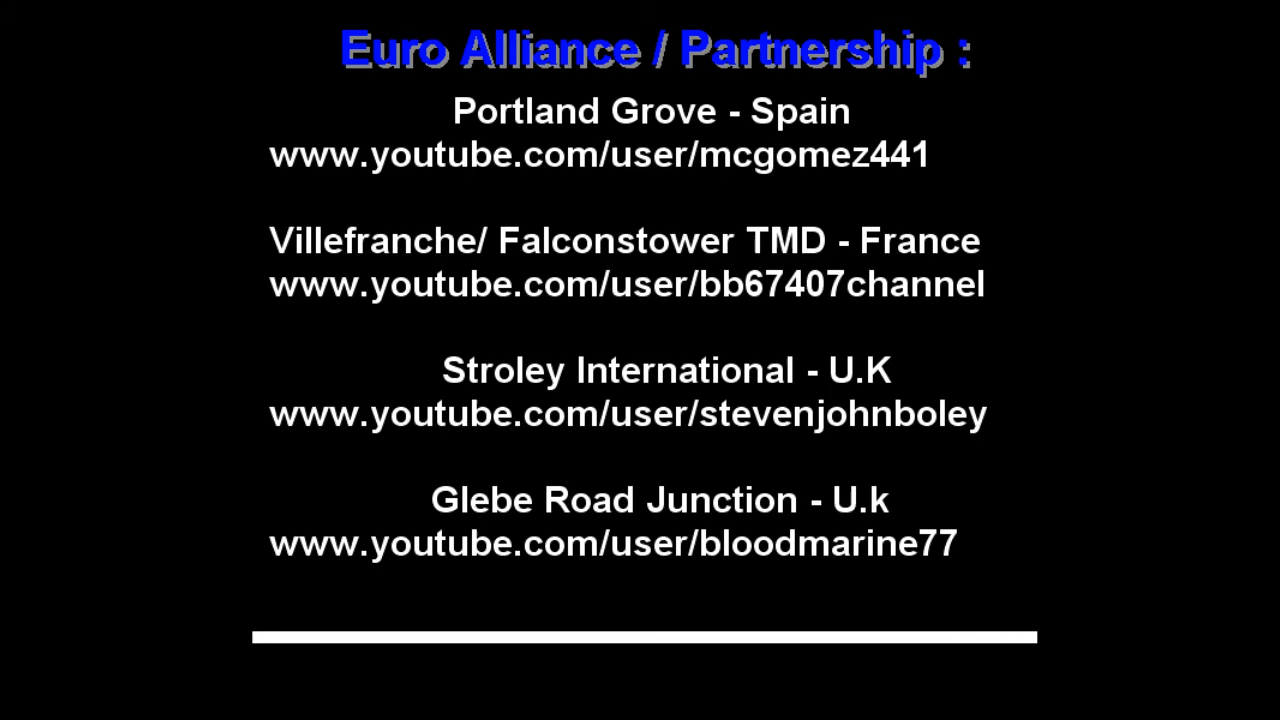 Euro Alliance / Partnership :
Portland Grove - Spain
www.youtube.com/user/mcgomez441
Villefranche/ Falconstower TMD - France
www.youtube.com/user/bb67407channel
Stroley International - U.K
www.youtube.com/user/stevenjohnboley
Glebe Road Junction - U.k
www.youtube.com/user/bloodmarine77